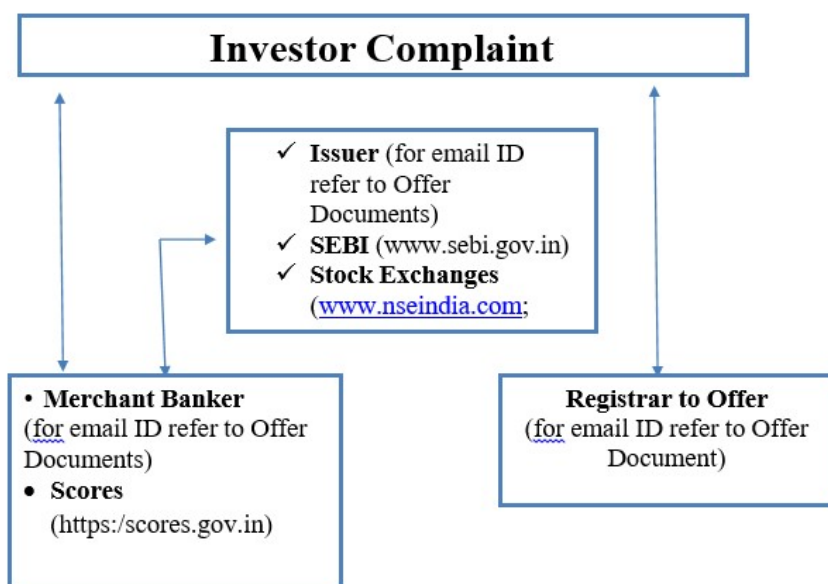 Investor Complaint
✓ Issuer (for email ID
refer to Offer
Documents)
✓ SEBI (www.sebi.gov.in)
✓ Stock Exchanges
(www.nseindia.com;
• Merchant Banker
(for email ID refer to Offer
Documents)
• Scores
(https:/scores.gov.in)
Registrar to Offer
(for email ID refer to Offer
Document)